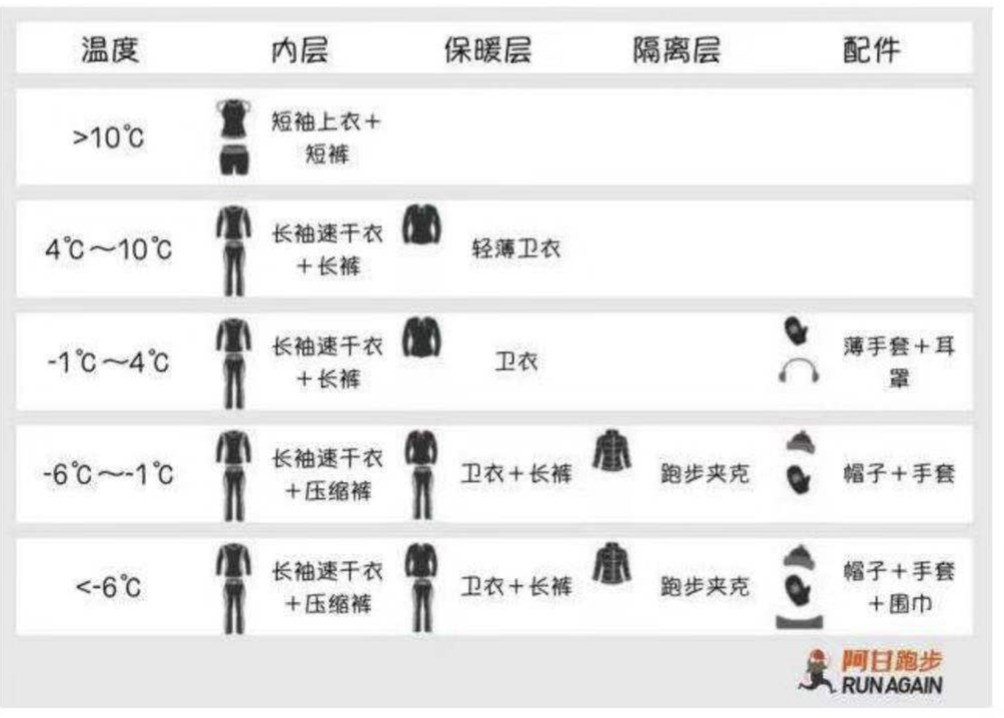 温度 内层 保暖层 隔离层 配件
>10℃ 短袖上衣＋
短裤
4℃～10℃ 长袖速干衣
＋长裤 轻薄卫衣
-1℃～4℃ 长袖速干衣
＋长裤 卫衣 薄手套＋耳
罩
-6℃～-1℃ 长袖速干衣
＋压缩裤 卫衣＋长裤 跑步夹克 帽子＋手套
<-6℃ 长袖速干衣
＋压缩裤 卫衣＋长裤 跑步夹克 帽子＋手套
＋围巾
阿甘跑步
RUN AGAIN